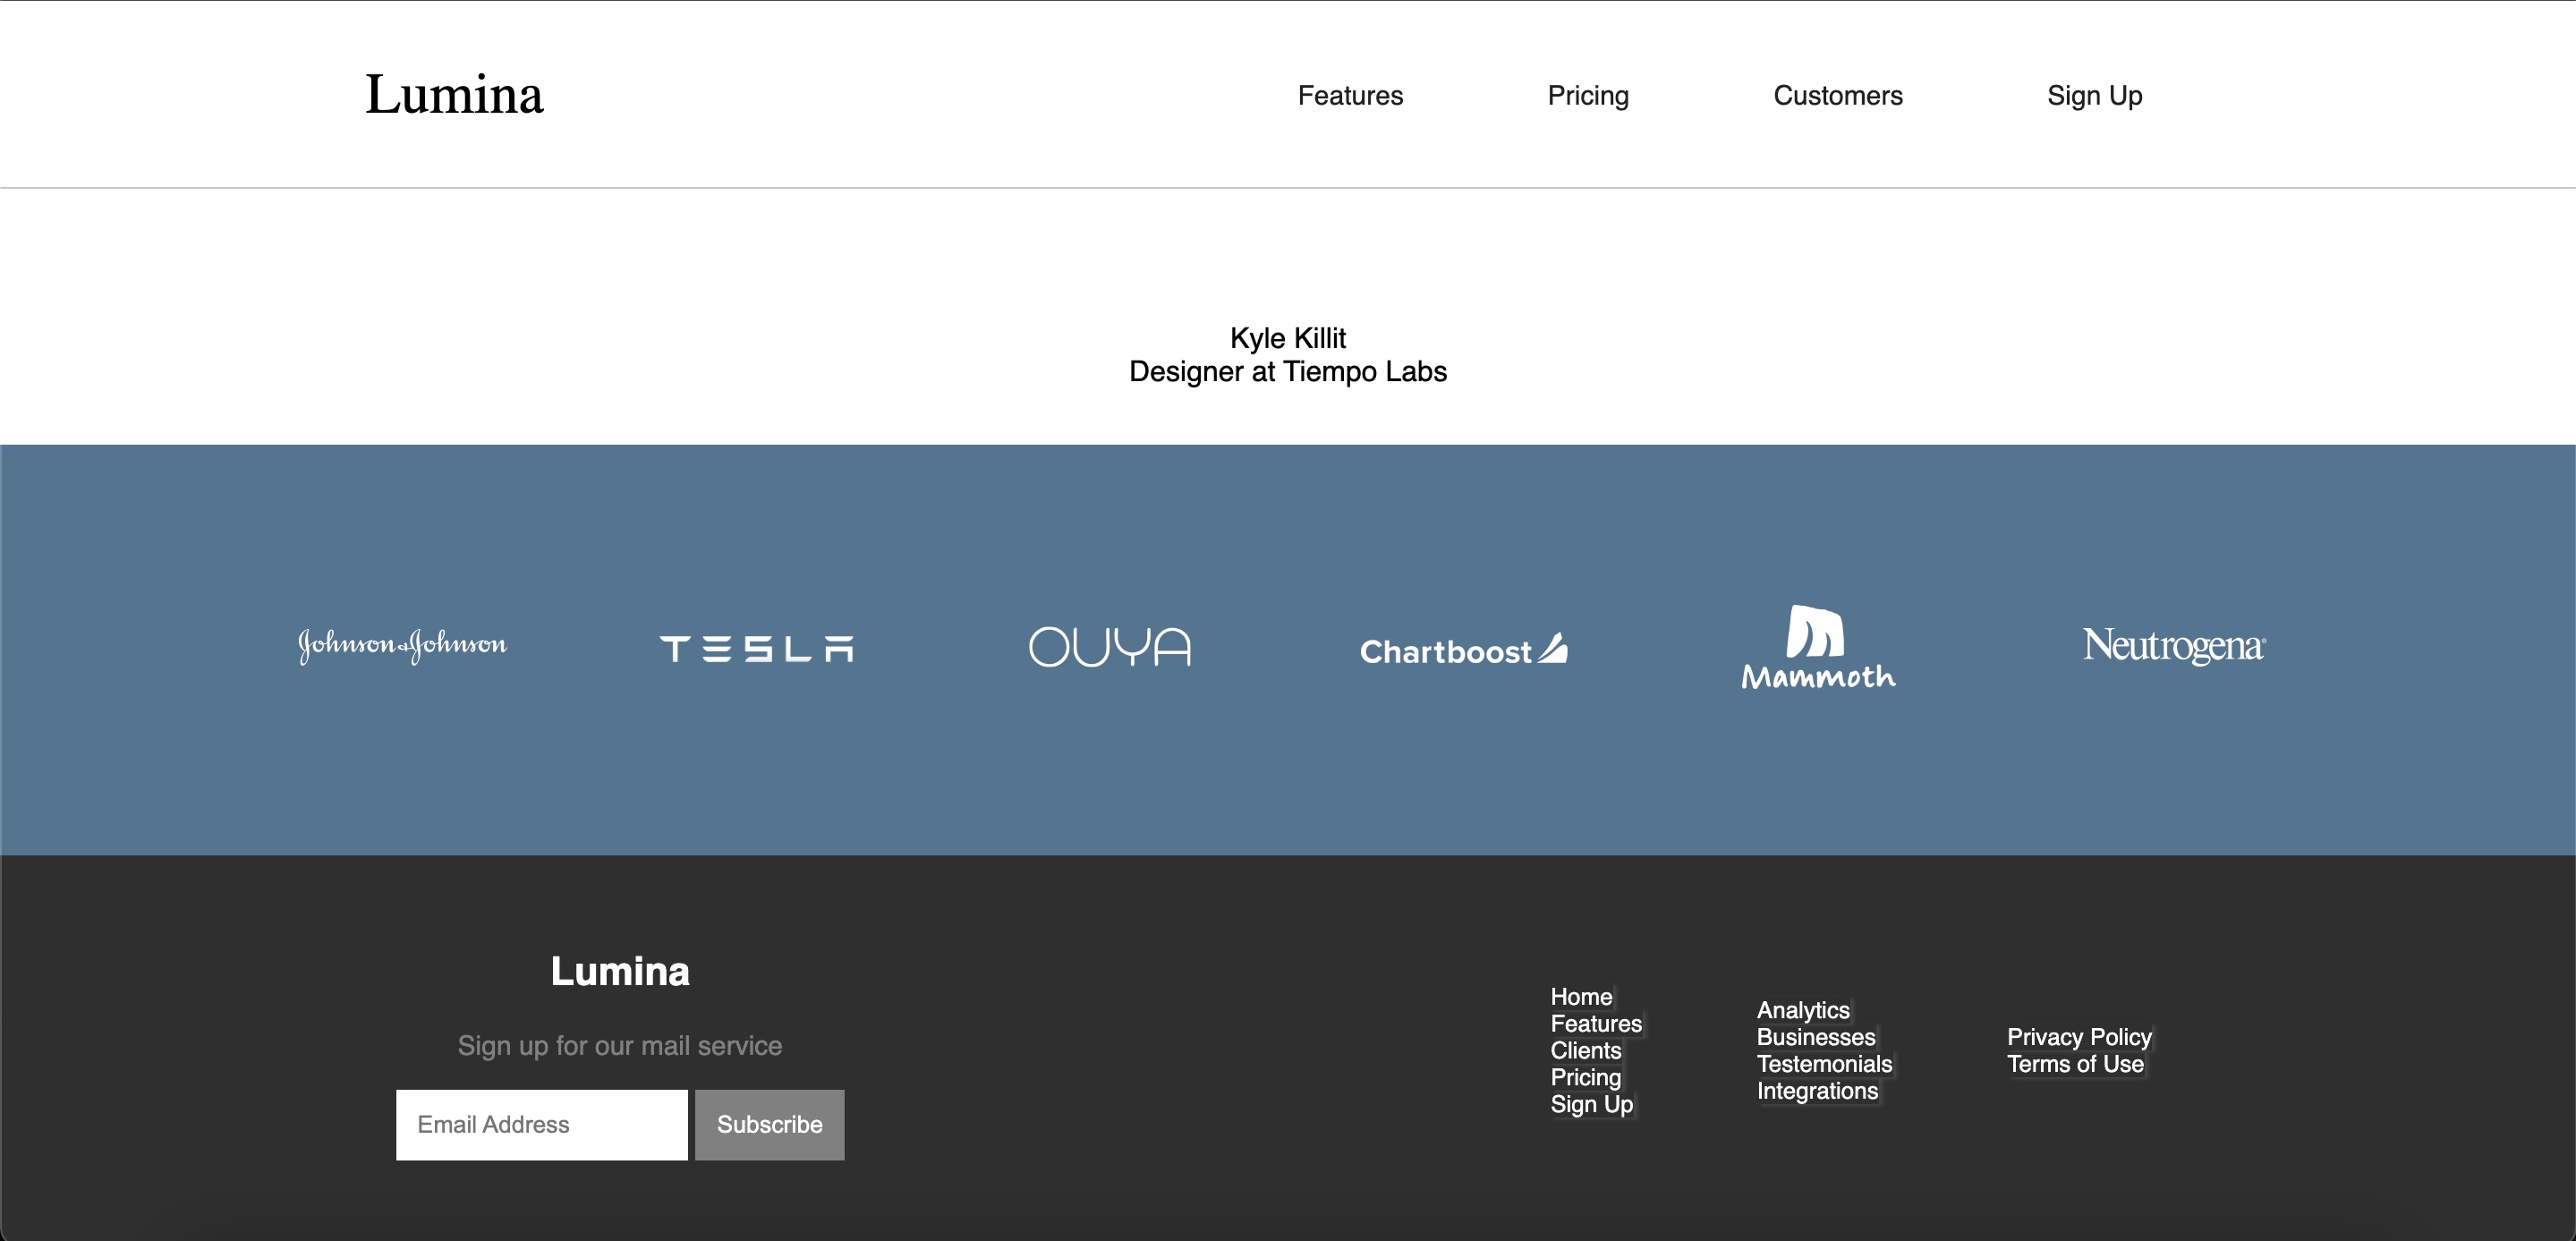 Lumina
Features Pricing Customers Sign Up
Kyle Killit
Designer at Tiempo Labs
Johnson & Johnson
TESLA
OUYA
Chartboost
Mammoth
Neutrogena®
Lumina
Sign up for our mail service
Email Address
Subscribe
Home
Features
Clients
Pricing
Sign Up
Analytics
Businesses
Testemonials
Integrations
Privacy Policy
Terms of Use